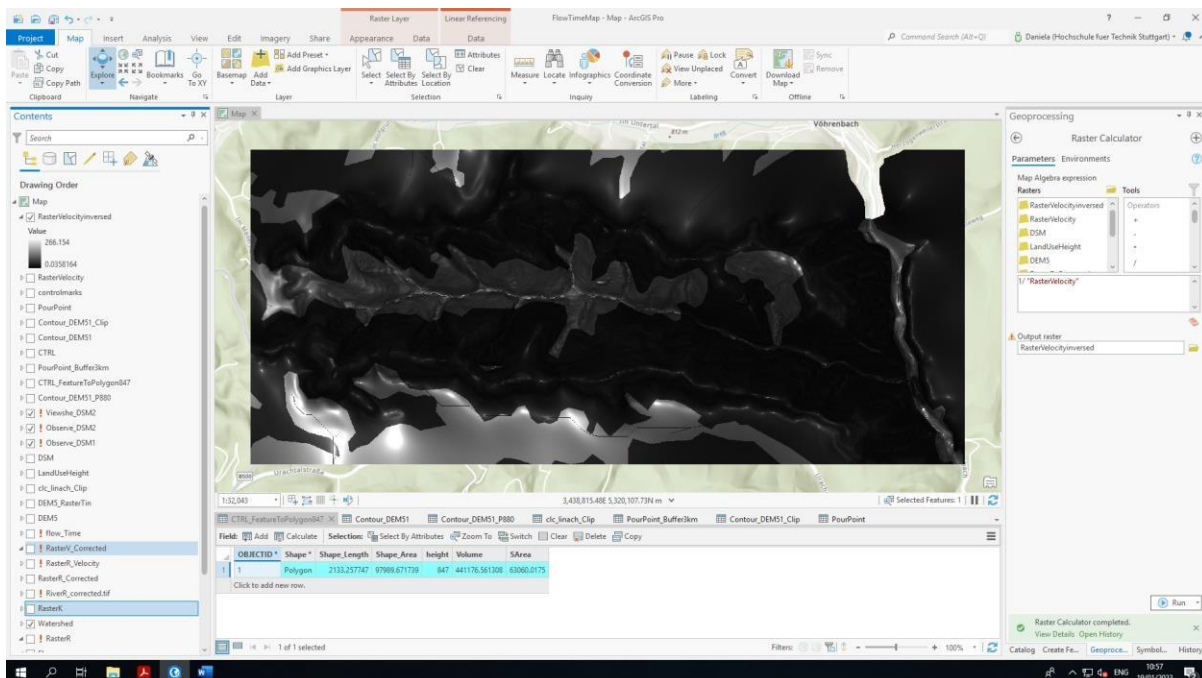 Raster Layer
Linear Referencing
FlowTimeMap - Map - ArcGIS Pro
?
Project
Map
Insert
Analysis
View
Edit
Imagery
Share
Appearance
Data
Data
Command Search (Alt+Q)
Daniela (Hochschule fuer Technik Stuttgart)
Paste
Cut
Copy
Copy Path
Clipboard
Explore
Bookmarks
Go To XY
Navigate
Basemap
Add Data
Add Preset
Add Graphics Layer
Layer
Select
Select By Attributes
Select By Location
Attributes
Clear
Selection
Measure
Locate
Infographics
Coordinate Conversion
Inquiry
Pause
Lock
View Unplaced
More
Convert
Labeling
Download Map
Sync
Remove
Offline
Contents
Search
Drawing Order
Map
RasterVelocityinversed
Value
266.154
0.0358164
RasterVelocity
controlmarks
PourPoint
Contour_DEM51_Clip
Contour_DEM51
CTRL
PourPoint_Buffer3km
CTRL_FeatureToPolygon847
Contour_DEM51_P880
Viewshe_DSM2
Observe_DSM2
Observe_DSM1
DSM
LandUseHeight
clc_linach_Clip
DEM5_RasterTin
DEM5
flow_Time
RasterV_Corrected
RasterR_Velocity
RasterR_Corrected
RiverR_corrected.tif
RasterK
Watershed
RasterR
Map
812 m
Vöhrenbach
Urachtalstraße
1:32,043
3,438,815.48E 5,320,107.73N m
Selected Features: 1
CTRL_FeatureToPolygon847
Contour_DEM51
Contour_DEM51_P880
clc_linach_Clip
PourPoint_Buffer3km
Contour_DEM51_Clip
PourPoint
Field: Add Calculate Selection: Select By Attributes Zoom To Switch Clear Delete Copy
OBJECTID * Shape * Shape_Length Shape_Area height Volume SArea
1 1 Polygon 2133.257747 97989.671739 847 441176.561308 63060.0175
Click to add new row.
1 of 1 selected
Filters:
100%
Geoprocessing
Raster Calculator
Parameters
Environments
Map Algebra expression
Rasters
Tools
RasterVelocityinversed
RasterVelocity
DSM
LandUseHeight
DEM5
Operators
+
-
*
/
1/ "RasterVelocity"
Output raster
RasterVelocityinversed
Run
Raster Calculator completed.
View Details Open History
Catalog
Create Fe...
Geoproce...
Symbol...
History
ENG
10:57
19/01/2022